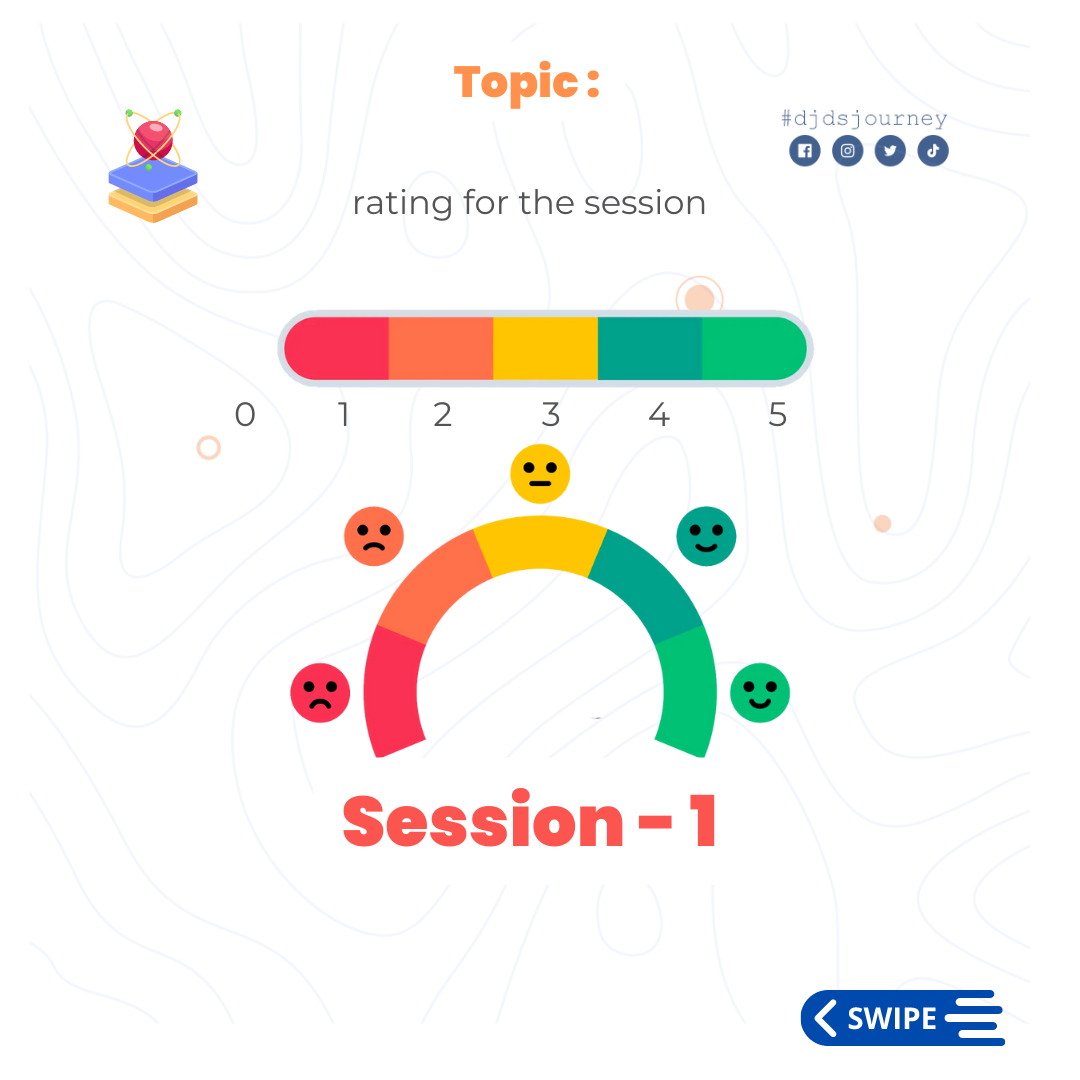 Topic :
#djdsjourney
rating for the session
0 1 2 3 4 5
Session - 1
SWIPE